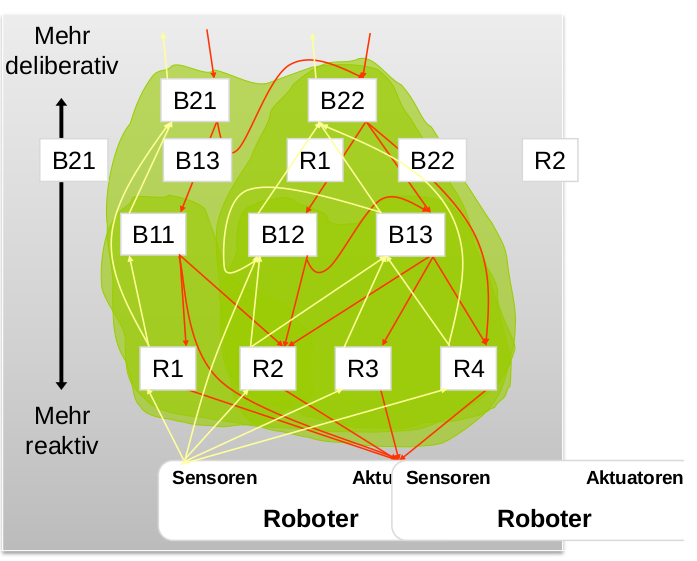 Mehr
deliberativ
B21 B22
B21 B13 R1 B22 R2
B11 B12 B13
R1 R2 R3 R4
Mehr
reaktiv
Sensoren Aktu Sensoren Aktuatoren
Roboter Roboter